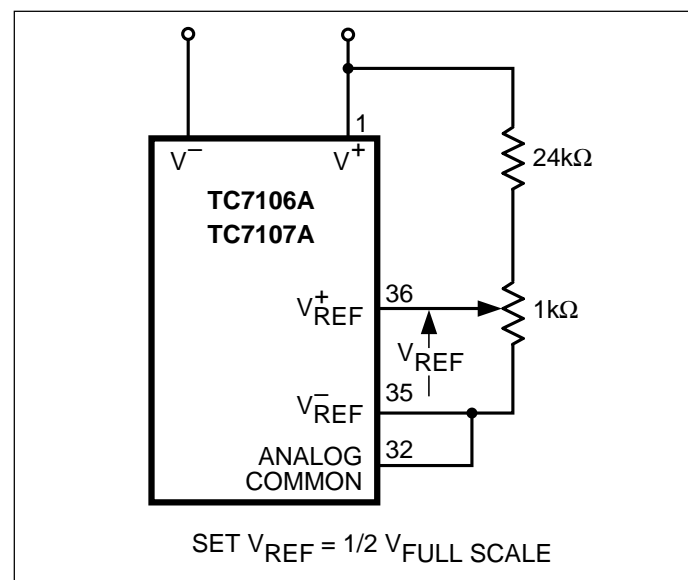 1
V– V+
TC7106A
TC7107A
24kΩ
36
V+REF
1kΩ
VREF
35
V–REF
32
ANALOG
COMMON
SET VREF = 1/2 VFULL SCALE